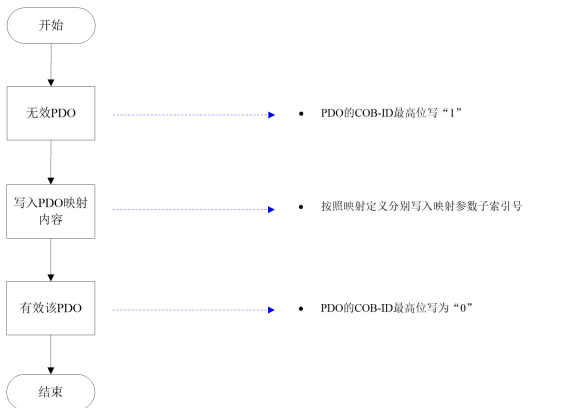 开始
无效PDO
● PDO的COB-ID最高位写“1”
写入PDO映射
内容
● 按照映射定义分别写入映射参数子索引号
有效该PDO
● PDO的COB-ID最高位写为“0”
结束